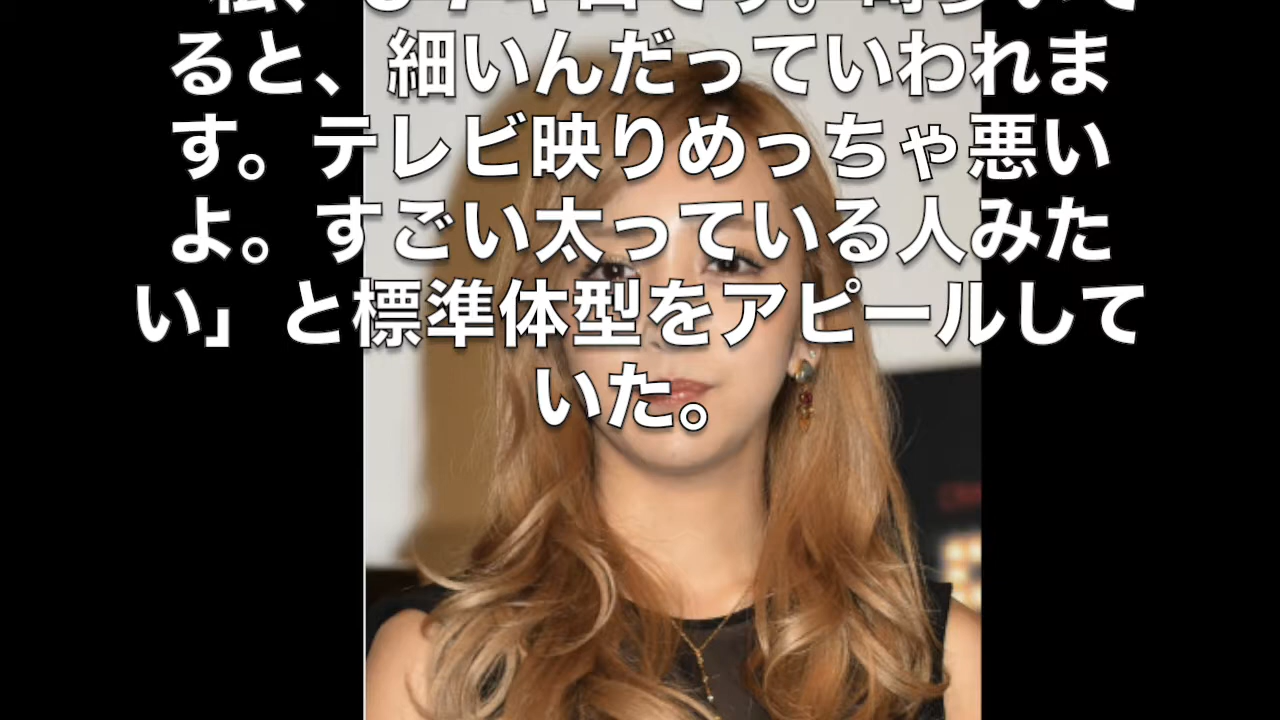 ると、細いんだっていわれま
す。テレビ映りめっちゃ悪い
よ。すごい太っている人みた
い」と標準体型をアピールして
いた。